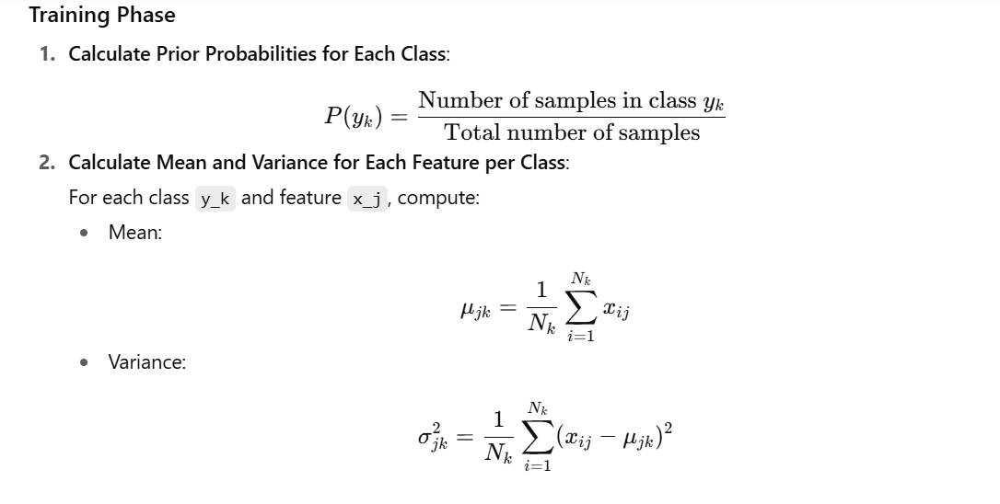 Training Phase
1. Calculate Prior Probabilities for Each Class:
P(y_k) = \frac{\text{Number of samples in class } y_k}{\text{Total number of samples}}
2. Calculate Mean and Variance for Each Feature per Class:
For each class y_k and feature x_j, compute:
• Mean:
\mu_{jk} = \frac{1}{N_k} \sum_{i=1}^{N_k} x_{ij}
• Variance:
\sigma_{jk}^2 = \frac{1}{N_k} \sum_{i=1}^{N_k} (x_{ij} - \mu_{jk})^2